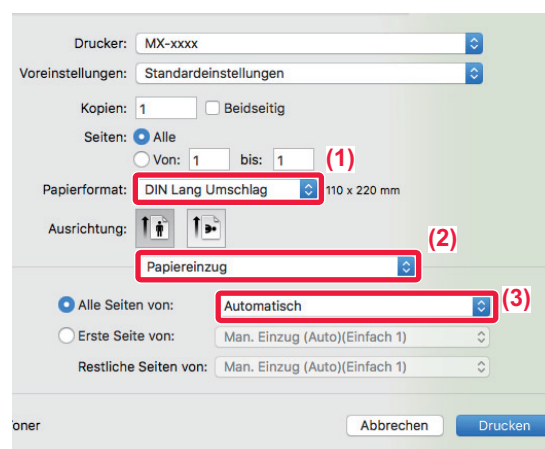 Drucker: MX-xxxx
Voreinstellungen: Standardeinstellungen
Kopien: 1 Beidseitig
Seiten: Alle
Von: 1 bis: 1 (1)
Papierformat: DIN Lang Umschlag 110 x 220 mm
Ausrichtung:
(2)
Papiereinzug
Alle Seiten von: Automatisch (3)
Erste Seite von: Man. Einzug (Auto)(Einfach 1)
Restliche Seiten von: Man. Einzug (Auto)(Einfach 1)
oner Abbrechen Drucken